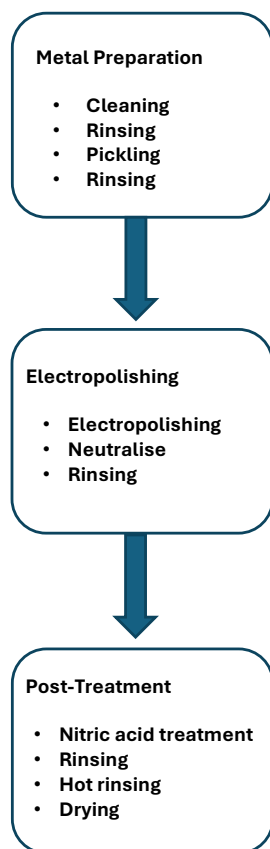 Metal Preparation
• Cleaning
• Rinsing
• Pickling
• Rinsing
Electropolishing
• Electropolishing
• Neutralise
• Rinsing
Post-Treatment
• Nitric acid treatment
• Rinsing
• Hot rinsing
• Drying